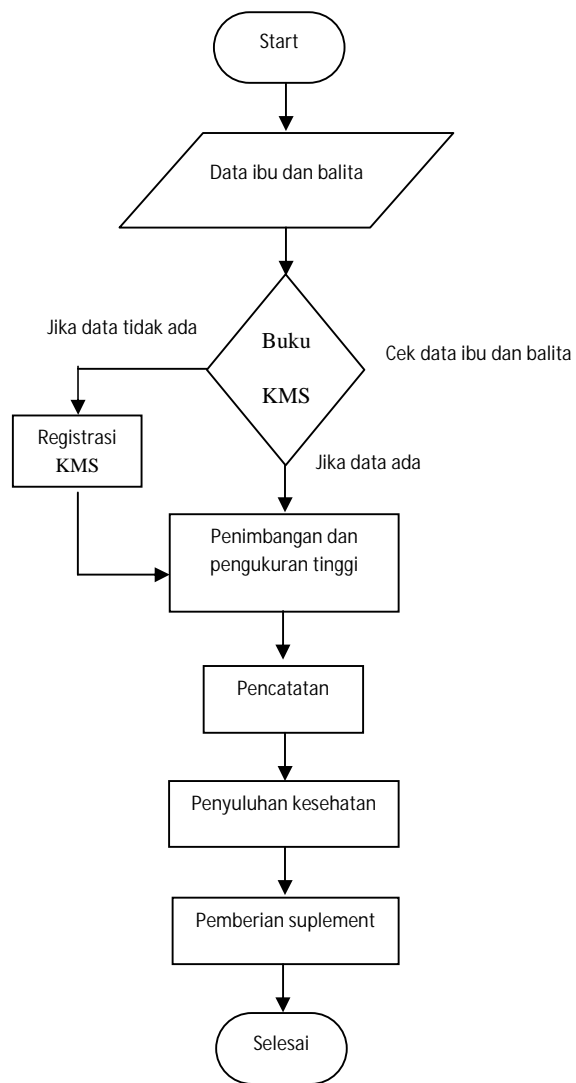 Start
Data ibu dan balita
Jika data tidak ada
Buku
KMS
Cek data ibu dan balita
Registrasi
KMS
Jika data ada
Penimbangan dan
pengukuran tinggi
Pencatatan
Penyuluhan kesehatan
Pemberian suplement
Selesai